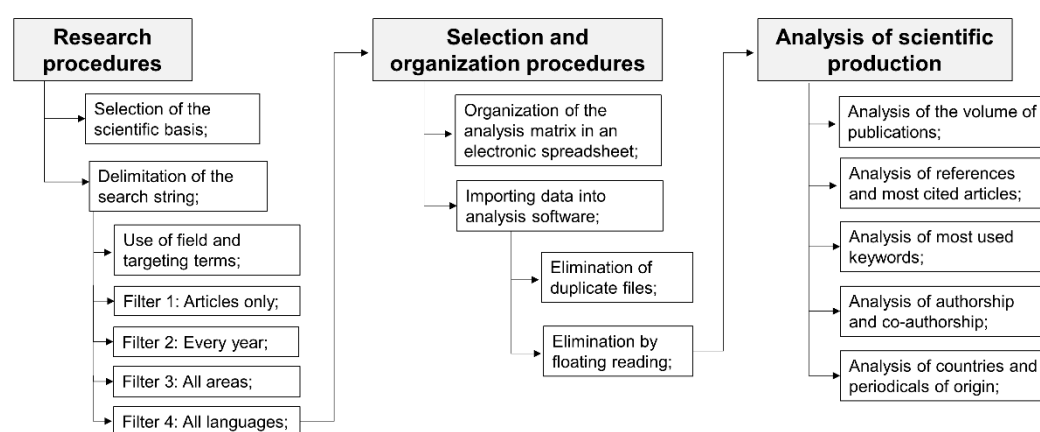 Research
procedures
Selection of the
scientific basis;
Delimitation of the
search string;
Use of field and
targeting terms;
Filter 1: Articles only;
Filter 2: Every year;
Filter 3: All areas;
Filter 4: All languages;
Selection and
organization procedures
Organization of the
analysis matrix in an
electronic spreadsheet;
Importing data into
analysis software;
Elimination of
duplicate files;
Elimination by
floating reading;
Analysis of scientific
production
Analysis of the volume of
publications;
Analysis of references
and most cited articles;
Analysis of most used
keywords;
Analysis of authorship
and co-authorship;
Analysis of countries and
periodicals of origin;